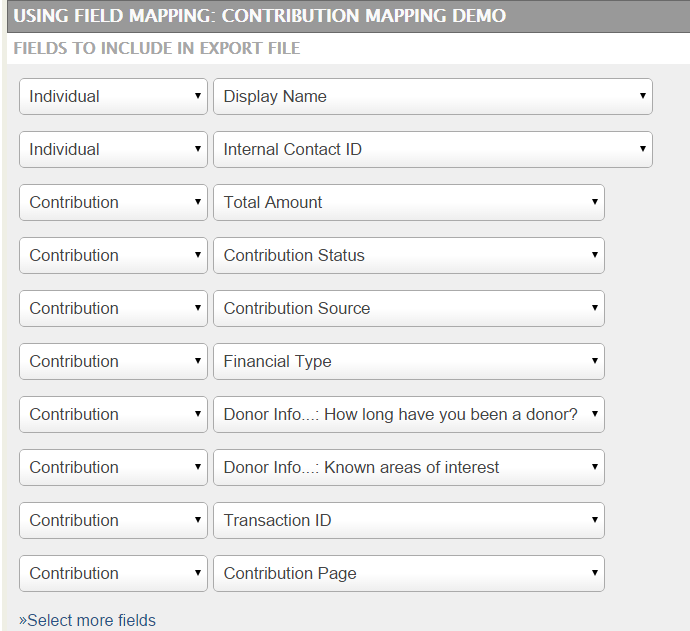 USING FIELD MAPPING: CONTRIBUTION MAPPING DEMO
FIELDS TO INCLUDE IN EXPORT FILE
Individual Display Name
Individual Internal Contact ID
Contribution Total Amount
Contribution Contribution Status
Contribution Contribution Source
Contribution Financial Type
Contribution Donor Info...: How long have you been a donor?
Contribution Donor Info...: Known areas of interest
Contribution Transaction ID
Contribution Contribution Page
»Select more fields